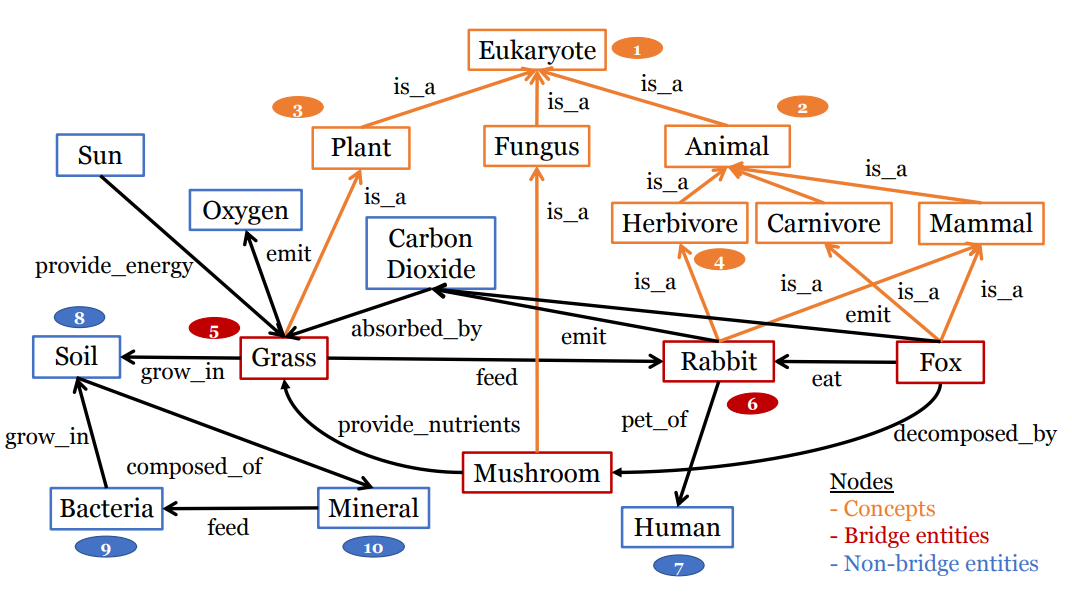 Eukaryote
1
is_a
is_a
is_a
3
2
Plant
Fungus
Animal
Sun
is_a
is_a
is_a
is_a
Oxygen
Carbon
Dioxide
Herbivore
Carnivore
Mammal
emit
provide_energy
4
is_a
is_a
is_a
is_a
8
5
absorbed_by
emit
emit
Soil
Grass
Rabbit
Fox
grow_in
feed
eat
6
grow_in
provide_nutrients
pet_of
decomposed_by
composed_of
Mushroom
Nodes
- Concepts
- Bridge entities
- Non-bridge entities
Bacteria
feed
Mineral
Human
9
10
7